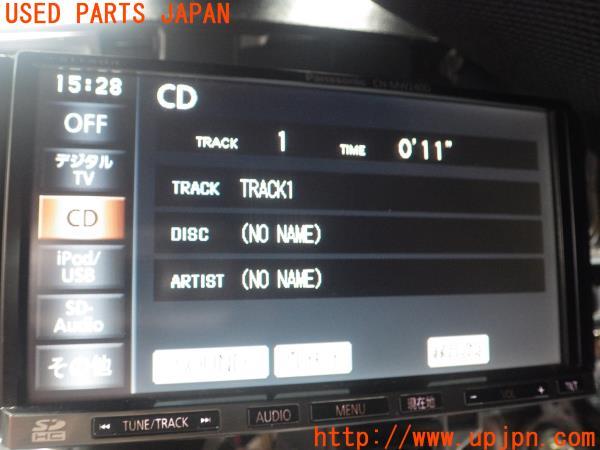 USED PARTS JAPAN
Panasonic
15:28
CD
OFF
TRACK 1 TIME 0'11"
デジタル
TV
TRACK TRACK1
CD
DISC (NO NAME)
iPod/
USB
ARTIST (NO NAME)
SD-
Audio
その他
SD
HC
TUNE/TRACK
AUDIO
MENU
現在地
- VOL +
http://www.upjpn.com